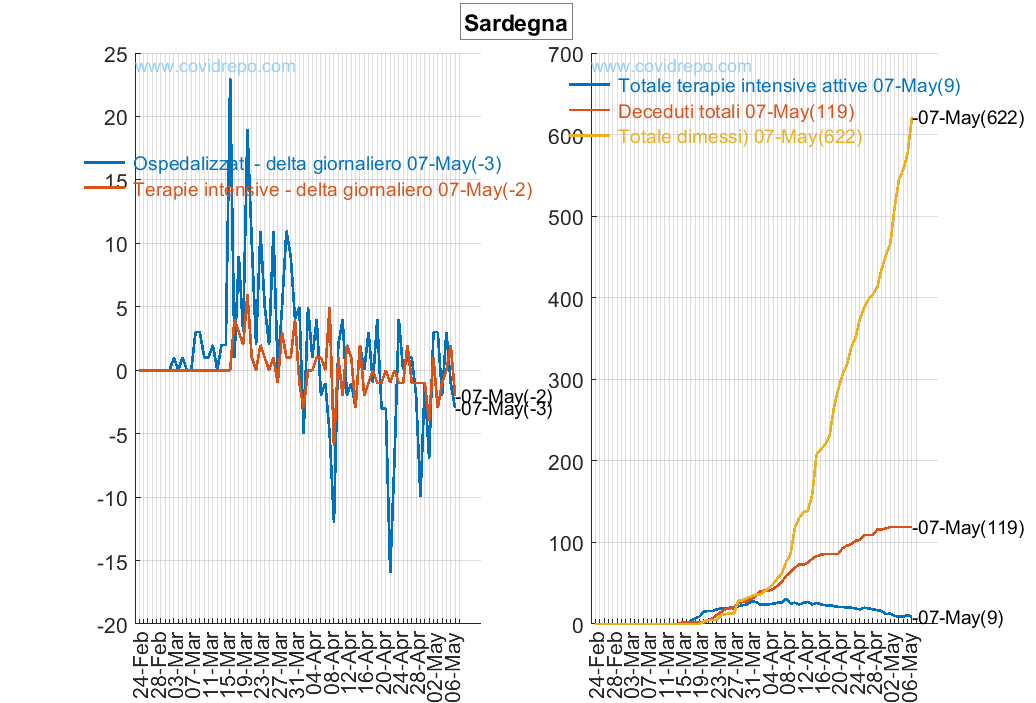 Sardegna
www.covidrepo.com
Ospedalizzati - delta giornaliero 07-May(-3)
Terapie intensive - delta giornaliero 07-May(-2)
25
20
15
10
5
0
-5
-10
-15
-20
-07-May(-2)
-07-May(-3)
24-Feb
28-Feb
03-Mar
07-Mar
11-Mar
15-Mar
19-Mar
23-Mar
27-Mar
31-Mar
04-Apr
08-Apr
12-Apr
16-Apr
20-Apr
24-Apr
28-Apr
02-May
06-May
www.covidrepo.com
Totale terapie intensive attive 07-May(9)
Deceduti totali 07-May(119)
Totale dimessi) 07-May(622)
700
600
500
400
300
200
100
0
-07-May(622)
-07-May(119)
-07-May(9)
24-Feb
28-Feb
03-Mar
07-Mar
11-Mar
15-Mar
19-Mar
23-Mar
27-Mar
31-Mar
04-Apr
08-Apr
12-Apr
16-Apr
20-Apr
24-Apr
28-Apr
02-May
06-May